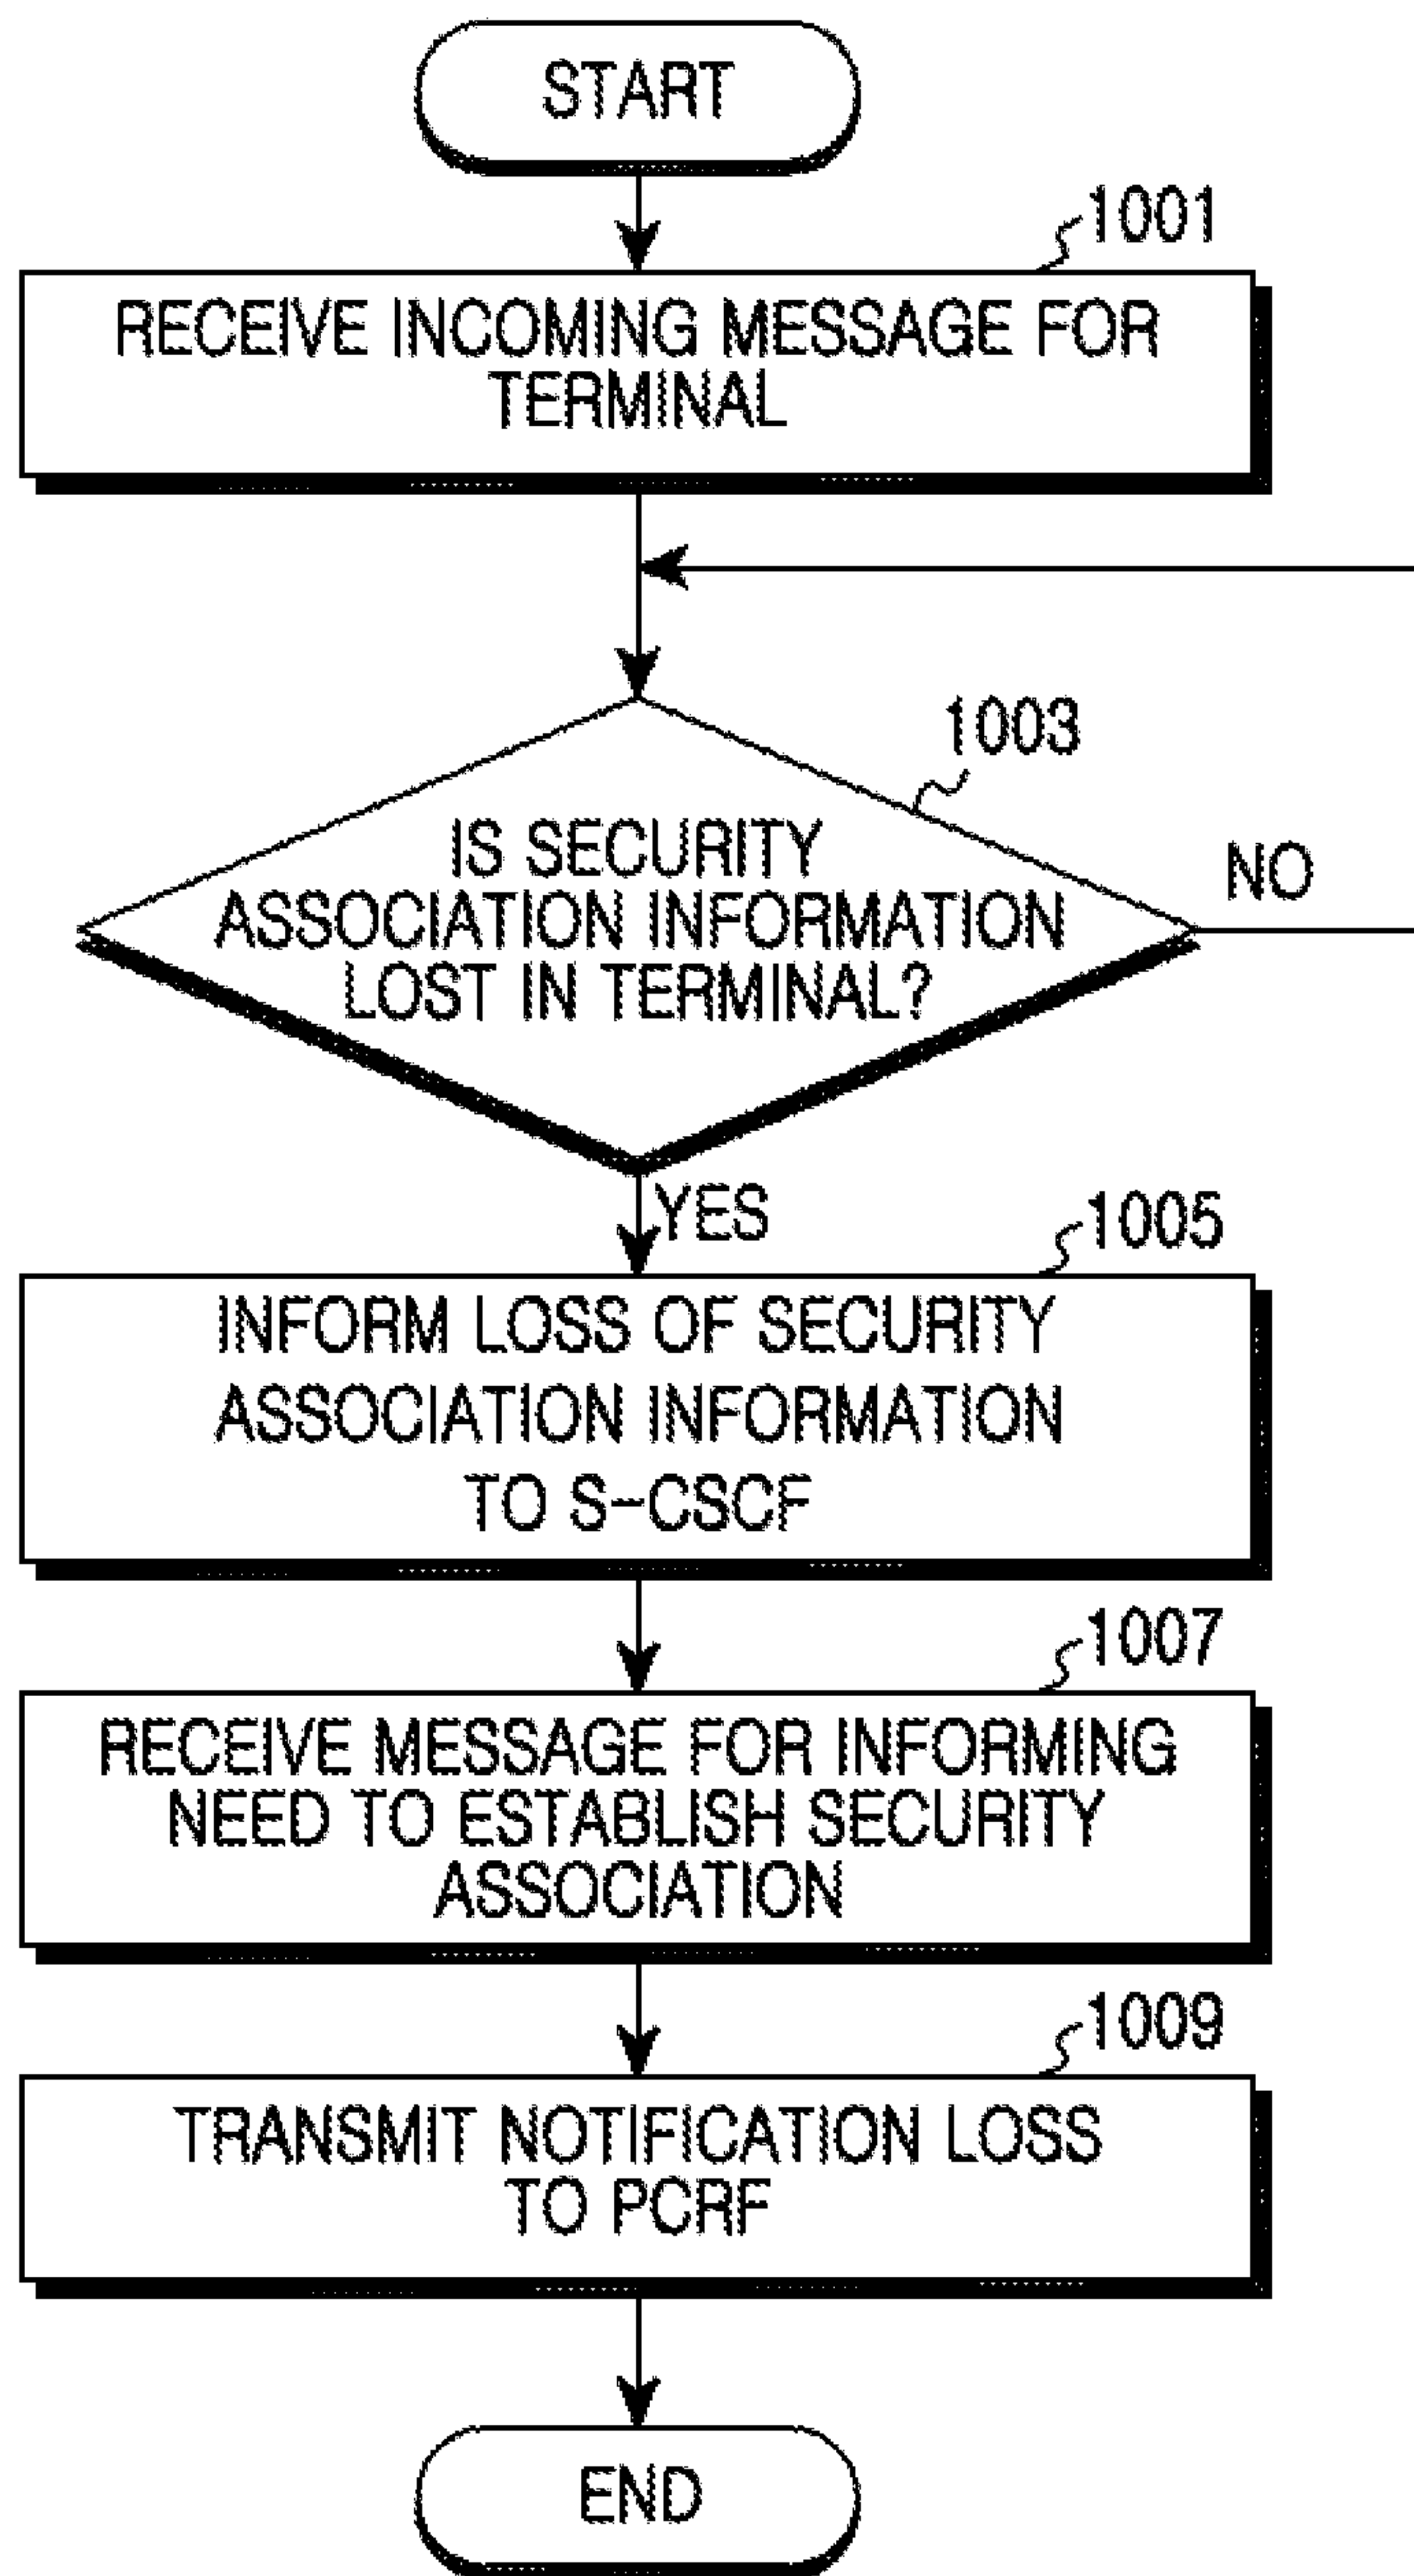 START
1001
RECEIVE INCOMING MESSAGE FOR
TERMINAL
1003
IS SECURITY
ASSOCIATION INFORMATION
LOST IN TERMINAL?
NO
YES
1005
INFORM LOSS OF SECURITY
ASSOCIATION INFORMATION
TO S-CSCF
1007
RECEIVE MESSAGE FOR INFORMING
NEED TO ESTABLISH SECURITY
ASSOCIATION
1009
TRANSMIT NOTIFICATION LOSS
TO PCRF
END